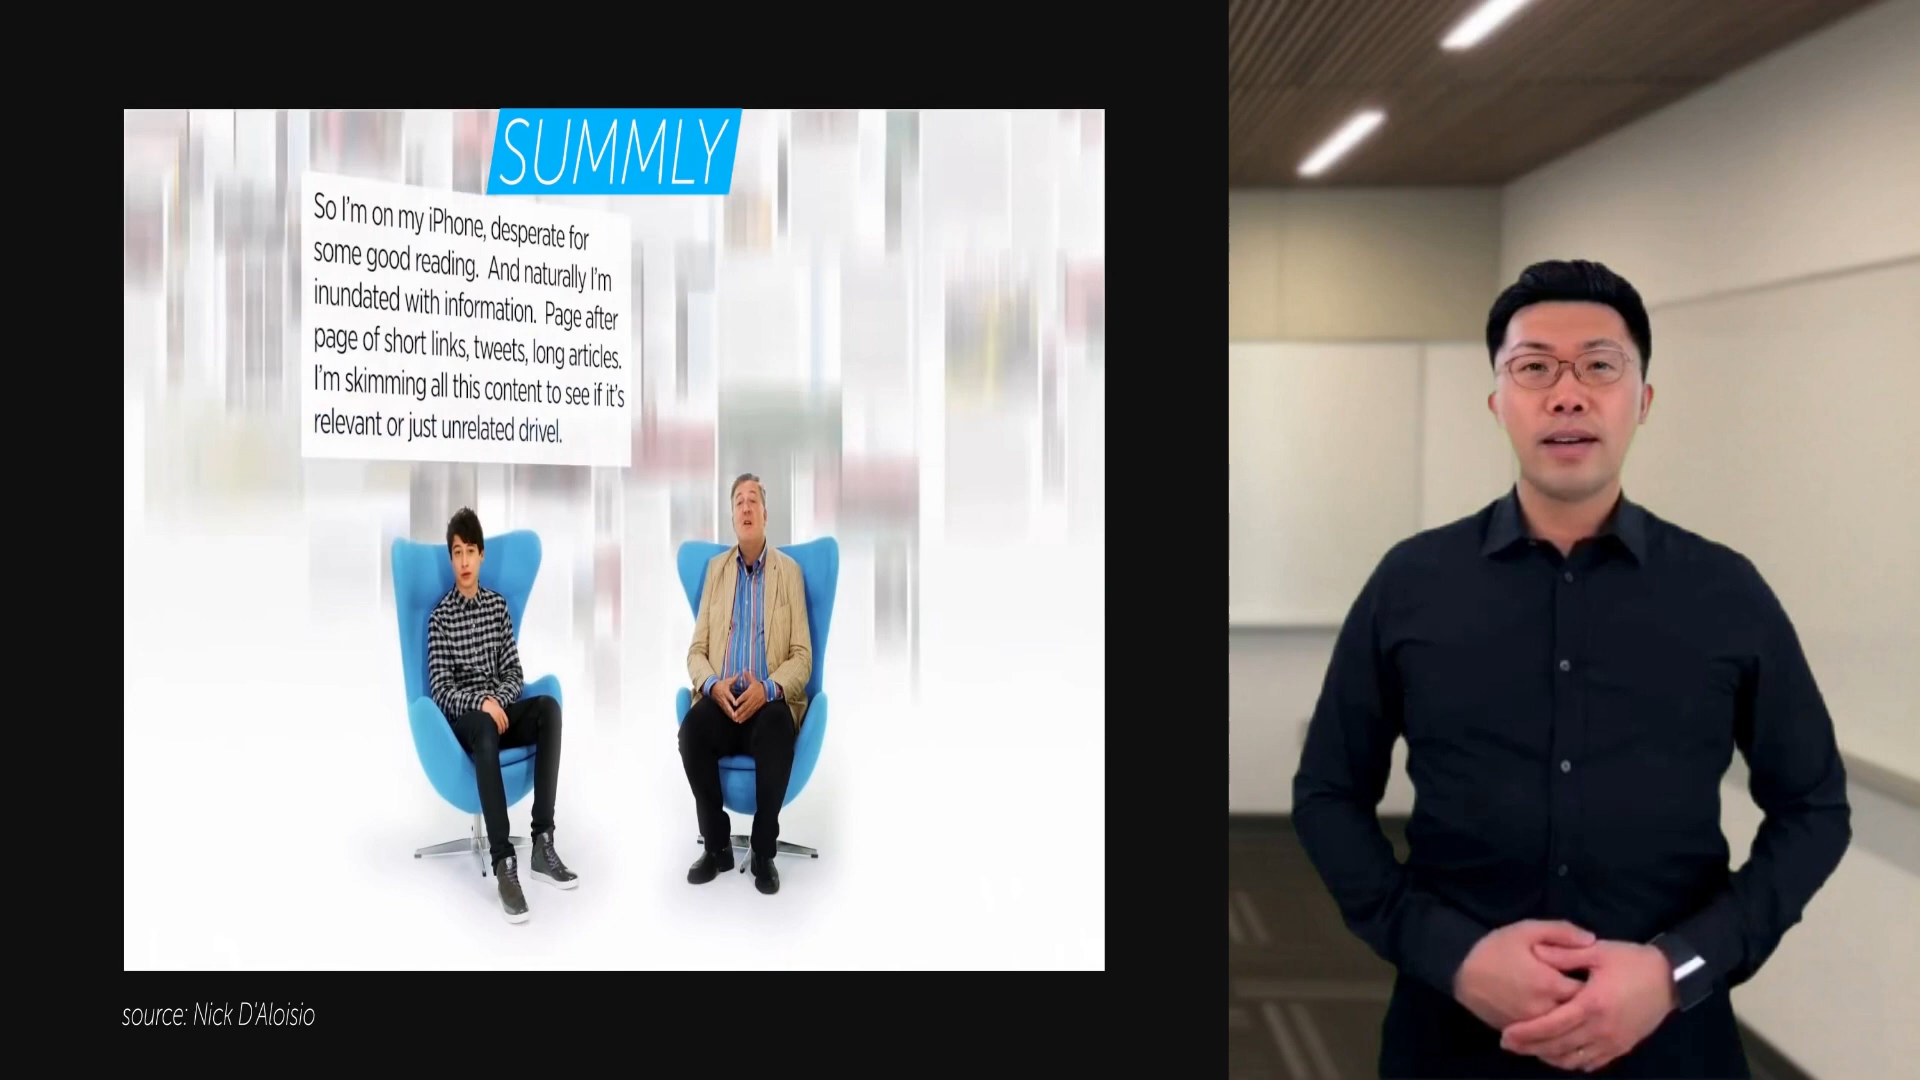 SUMMLY
So I'm on my iPhone, desperate for
some good reading. And naturally I'm
inundated with information. Page after
page of short links, tweets, long articles.
I'm skimming all this content to see if it's
relevant or just unrelated drivel.
source: Nick D'Aloisio